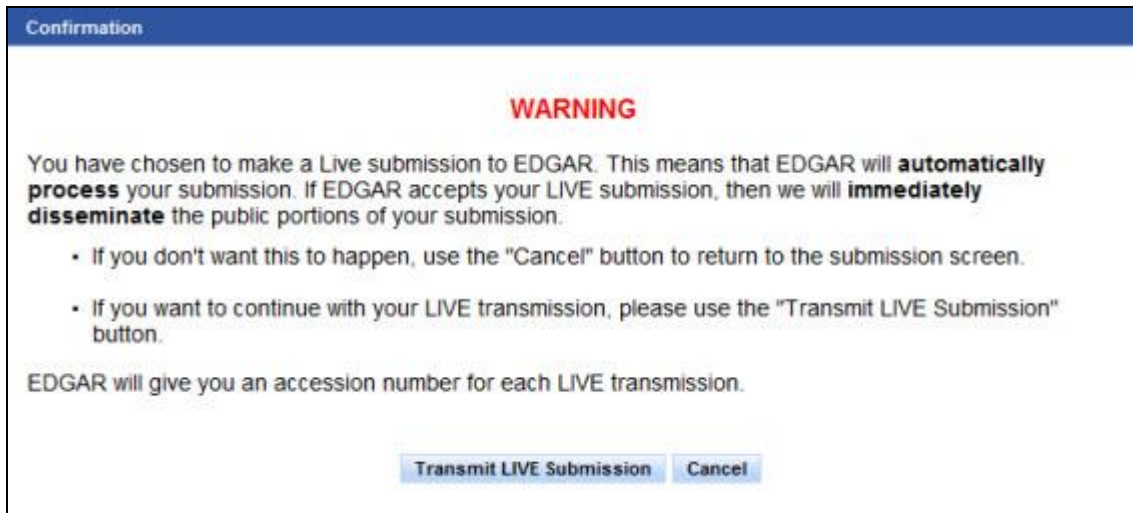 Confirmation
WARNING
You have chosen to make a Live submission to EDGAR. This means that EDGAR will automatically
process your submission. If EDGAR accepts your LIVE submission, then we will immediately
disseminate the public portions of your submission.
• If you don't want this to happen, use the "Cancel" button to return to the submission screen.
• If you want to continue with your LIVE transmission, please use the "Transmit LIVE Submission"
button.
EDGAR will give you an accession number for each LIVE transmission.
Transmit LIVE Submission Cancel